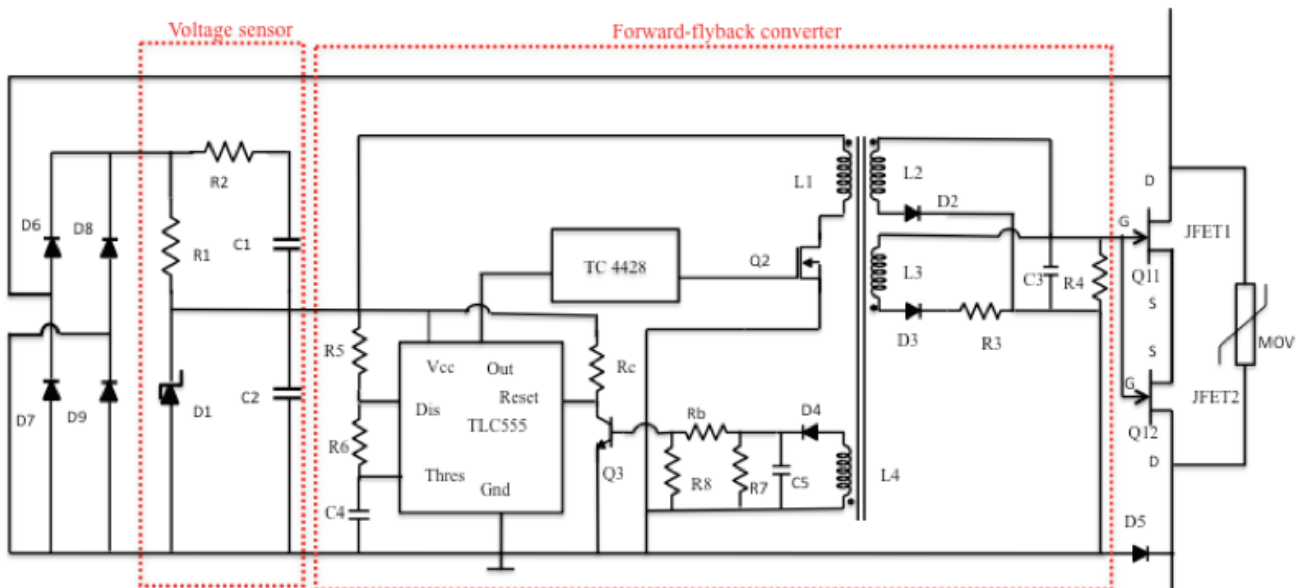 Voltage sensor
Forward-flyback converter
R2
L1
L2
D
D2
D6
D8
R1
C1
G
JFET1
TC 4428
Q2
L3
C3
R4
Q11
S
R5
Vcc
Out
Rc
D3
R3
MOV
S
D7
D9
D1
C2
Dis
Reset
TLC555
G
JFET2
Rb
D4
Q12
R6
Thres
Q3
R8
R7
C5
L4
D
Gnd
C4
D5